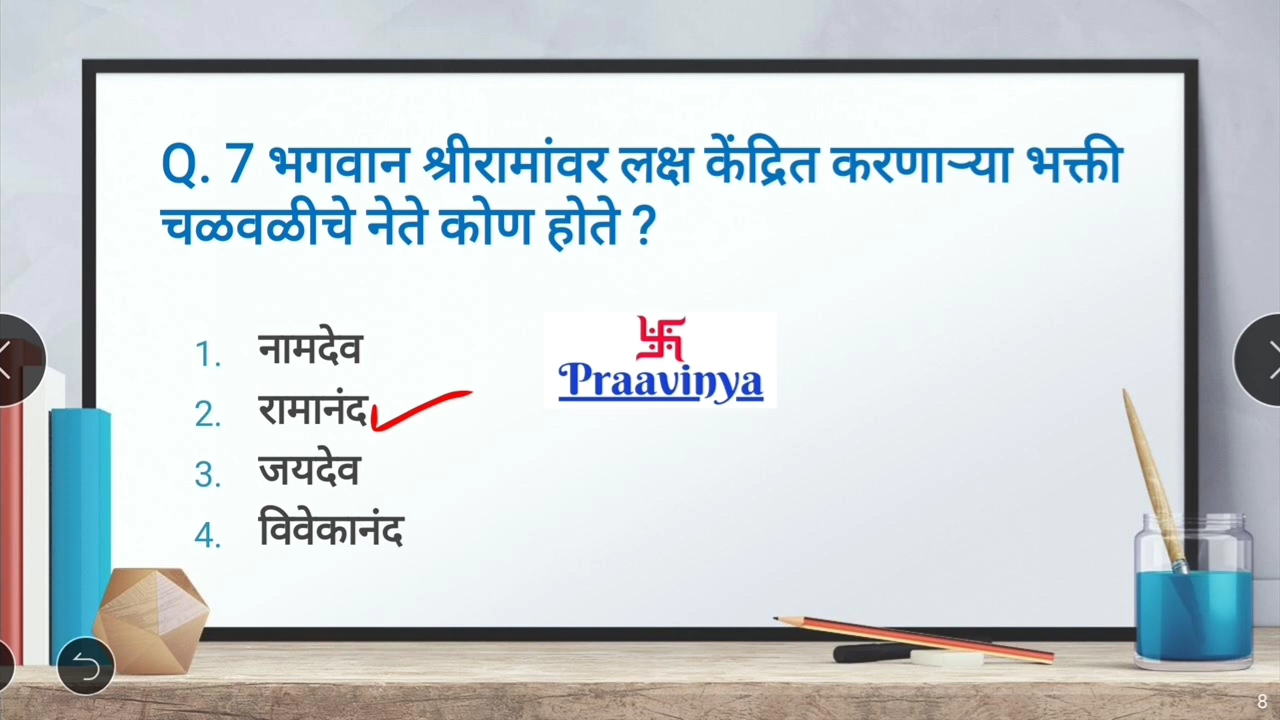 Q. 7 भगवान श्रीरामांवर लक्ष केंद्रित करणाऱ्या भक्ती
चळवळीचे नेते कोण होते ?
1. नामदेव
2. रामानंद
3. जयदेव
4. विवेकानंद
Praavinya
8